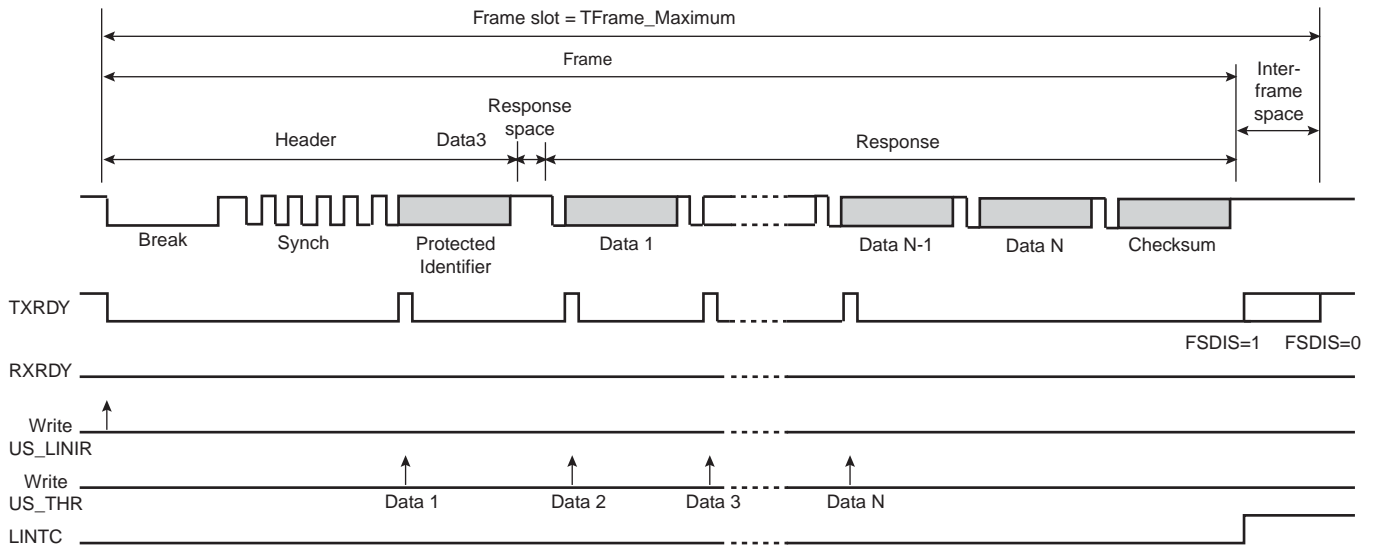 Frame slot = TFrame_Maximum
Frame
Inter-
frame
space
Response
space
Header
Data3
Response
Break
Synch
Protected
Identifier
Data 1
Data N-1
Data N
Checksum
TXRDY
FSDIS=1
FSDIS=0
RXRDY
Write
US_LINIR
Write
US_THR
Data 1
Data 2
Data 3
Data N
LINTC